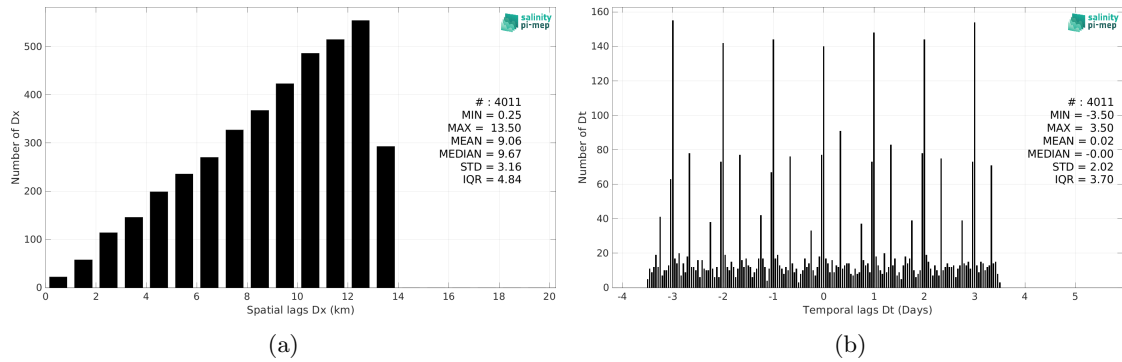 salinity
pi-mep
500
400
300
200
100
0
Number of Dx
# : 4011
MIN = 0.25
MAX = 13.50
MEAN = 9.06
MEDIAN = 9.67
STD = 3.16
IQR = 4.84
0 2 4 6 8 10 12 14 16 18 20
Spatial lags Dx (km)
(a)
salinity
pi-mep
160
140
120
100
80
60
40
20
0
Number of Dt
# : 4011
MIN = -3.50
MAX = 3.50
MEAN = 0.02
MEDIAN = -0.00
STD = 2.02
IQR = 3.70
-4 -3 -2 -1 0 1 2 3 4 5
Temporal lags Dt (Days)
(b)